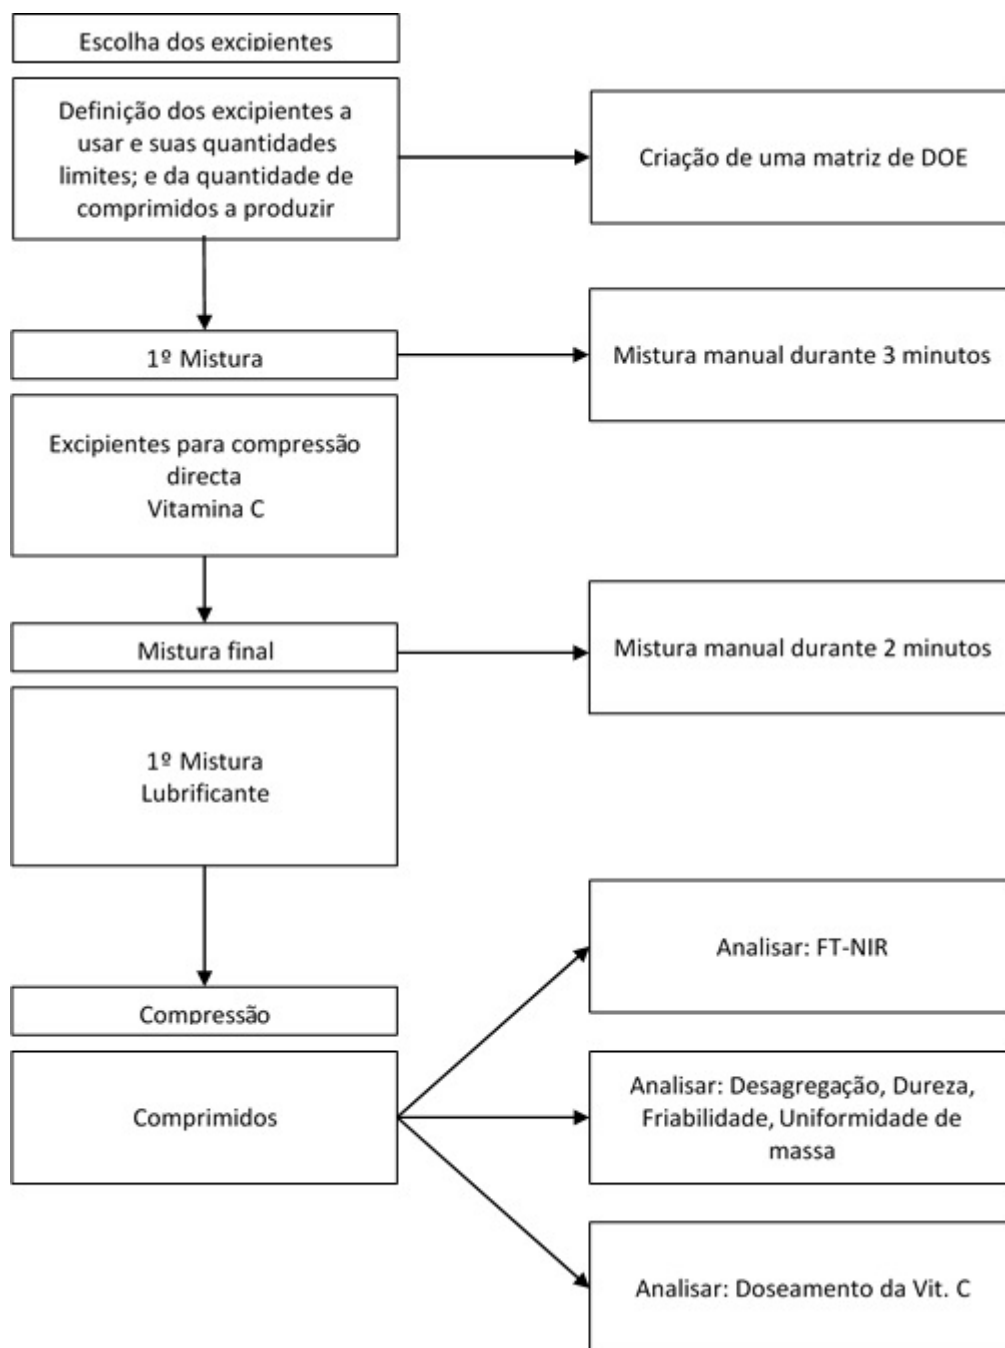 Escolha dos excipientes
Definição dos excipientes a
usar e suas quantidades
limites; e da quantidade de
comprimidos a produzir
Criação de uma matriz de DOE
1º Mistura
Mistura manual durante 3 minutos
Excipientes para compressão
directa
Vitamina C
Mistura final
Mistura manual durante 2 minutos
1º Mistura
Lubrificante
Compressão
Comprimidos
Analisar: FT-NIR
Analisar: Desagregação, Dureza,
Friabilidade, Uniformidade de
massa
Analisar: Doseamento da Vit. C